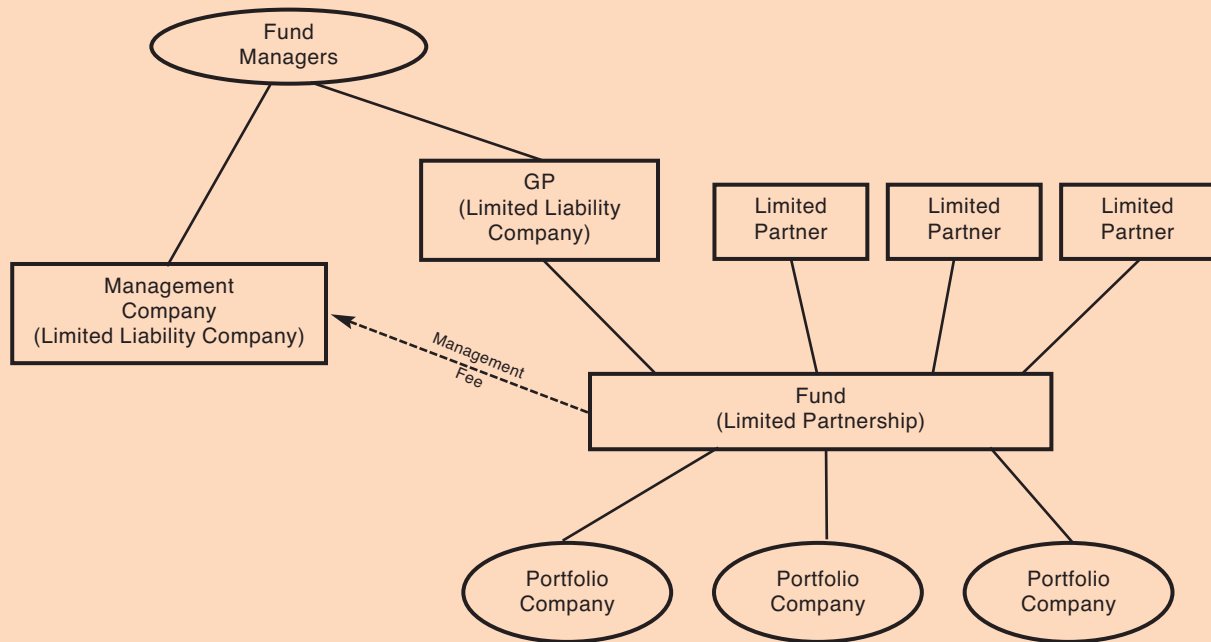 Fund
Managers
GP
(Limited Liability
Company)
Limited
Partner
Limited
Partner
Limited
Partner
Management
Company
(Limited Liability Company)
Management
Fee
Fund
(Limited Partnership)
Portfolio
Company
Portfolio
Company
Portfolio
Company